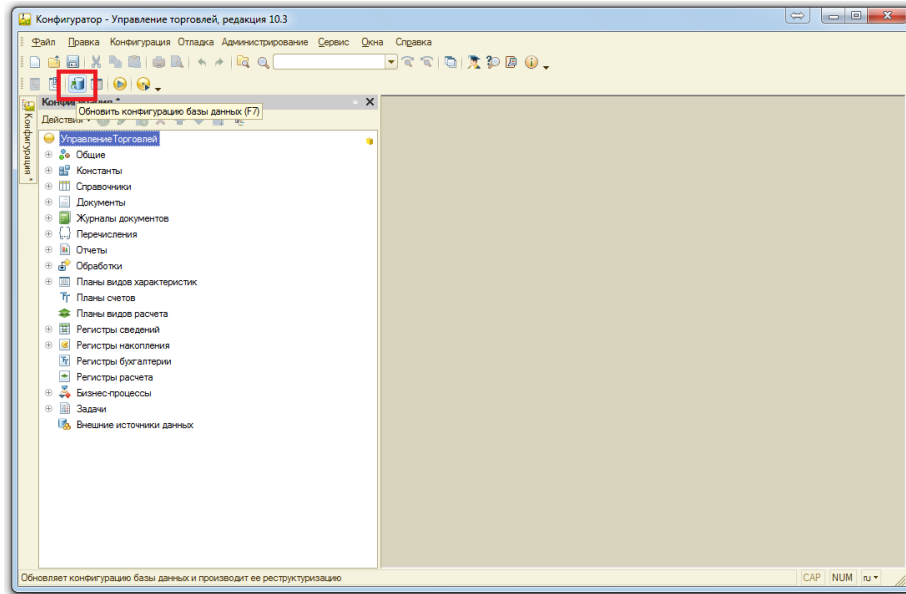 Конфигуратор - Управление торговлей, редакция 10.3
Файл Правка Конфигурация Отладка Администрирование Сервис Окна Справка
Конфигурация *
Обновить конфигурацию базы данных (F7)
Действия
Конфигурация
УправлениеТорговлей
Общие
Константы
Справочники
Документы
Журналы документов
Перечисления
Отчеты
Обработки
Планы видов характеристик
Планы счетов
Планы видов расчета
Регистры сведений
Регистры накопления
Регистры бухгалтерии
Регистры расчета
Бизнес-процессы
Задачи
Внешние источники данных
Обновляет конфигурацию базы данных и производит ее реструктуризацию
CAP NUM ru